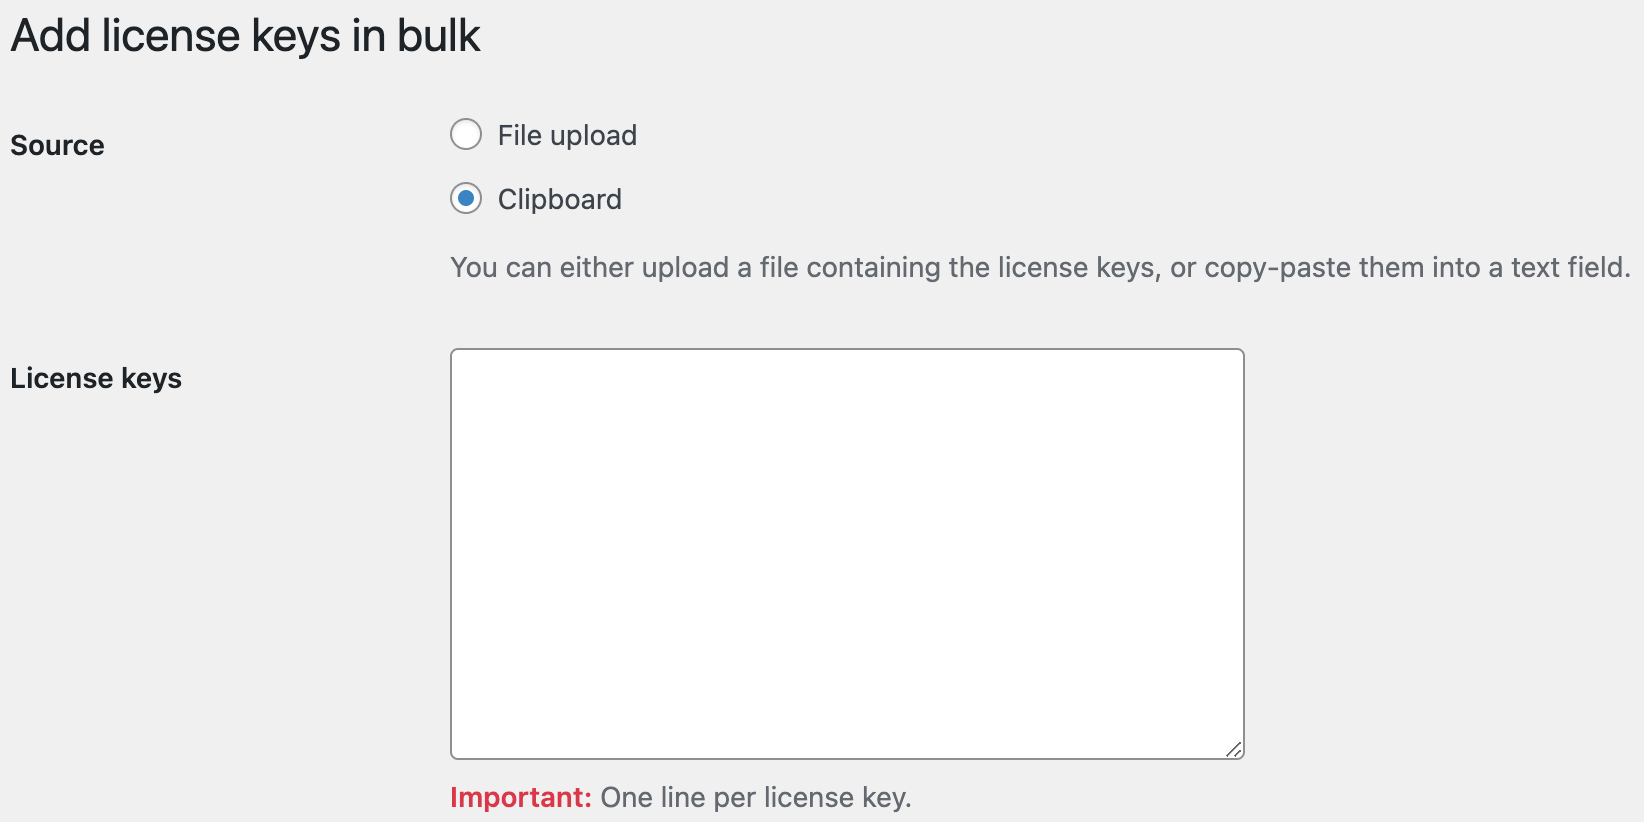 Add license keys in bulk
Source
File upload
Clipboard
You can either upload a file containing the license keys, or copy-paste them into a text field.
License keys
Important: One line per license key.